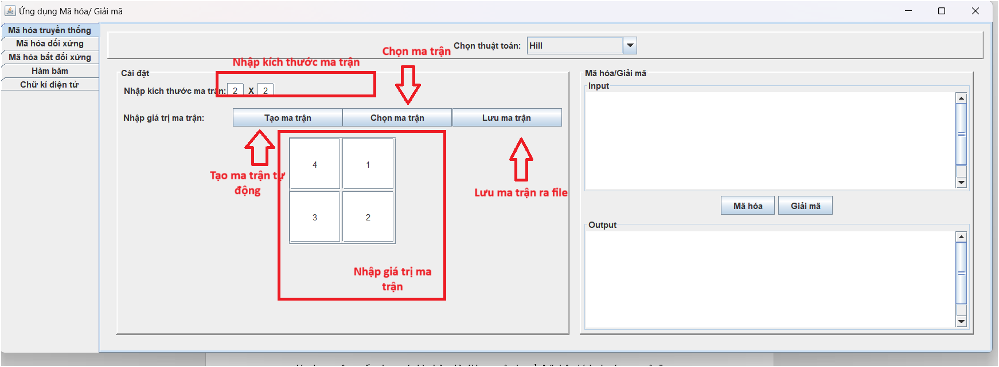 Ứng dụng Mã hóa/ Giải mã
Mã hóa truyền thống
Mã hóa đối xứng
Mã hóa bất đối xứng
Hàm băm
Chữ kí điện tử
Chọn thuật toán: Hill
Chọn ma trận
Nhập kích thước ma trận
Cài đặt
Nhập kích thước ma trận: 2 X 2
Nhập giá trị ma trận:
Tạo ma trận
Chọn ma trận
Lưu ma trận
4 1
3 2
Tạo ma trận tự
động
Lưu ma trận ra file
Nhập giá trị ma
trận
Mã hóa/Giải mã
Input
Mã hóa
Giải mã
Output